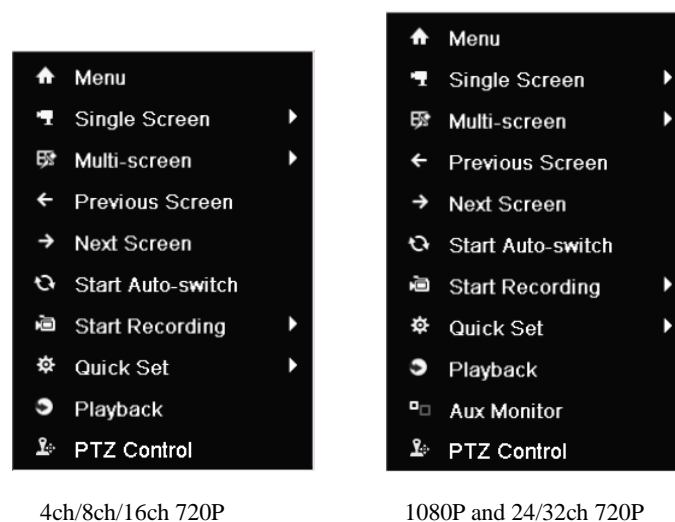 Menu
Single Screen
Multi-screen
Previous Screen
Next Screen
Start Auto-switch
Start Recording
Quick Set
Playback
PTZ Control
4ch/8ch/16ch 720P
Menu
Single Screen
Multi-screen
Previous Screen
Next Screen
Start Auto-switch
Start Recording
Quick Set
Playback
Aux Monitor
PTZ Control
1080P and 24/32ch 720P